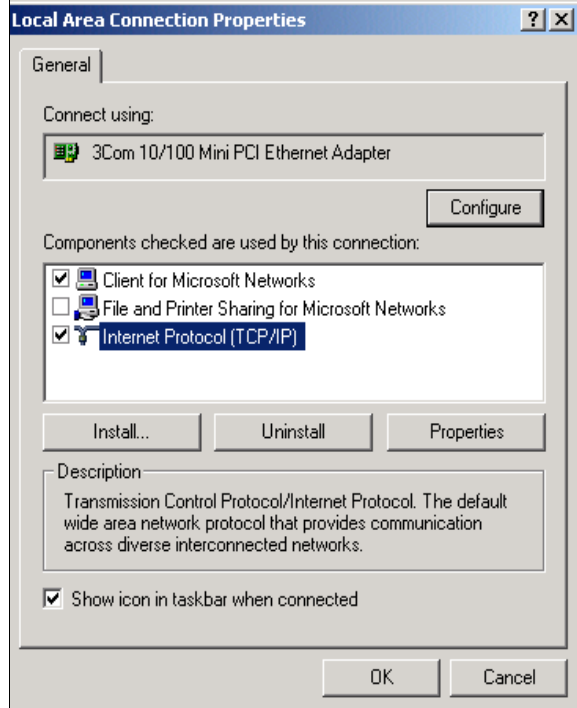 Local Area Connection Properties
General
Connect using:
3Com 10/100 Mini PCI Ethernet Adapter
Configure
Components checked are used by this connection:
Client for Microsoft Networks
File and Printer Sharing for Microsoft Networks
Internet Protocol (TCP/IP)
Install... Uninstall Properties
Description
Transmission Control Protocol/Internet Protocol. The default
wide area network protocol that provides communication
across diverse interconnected networks.
Show icon in taskbar when connected
OK Cancel